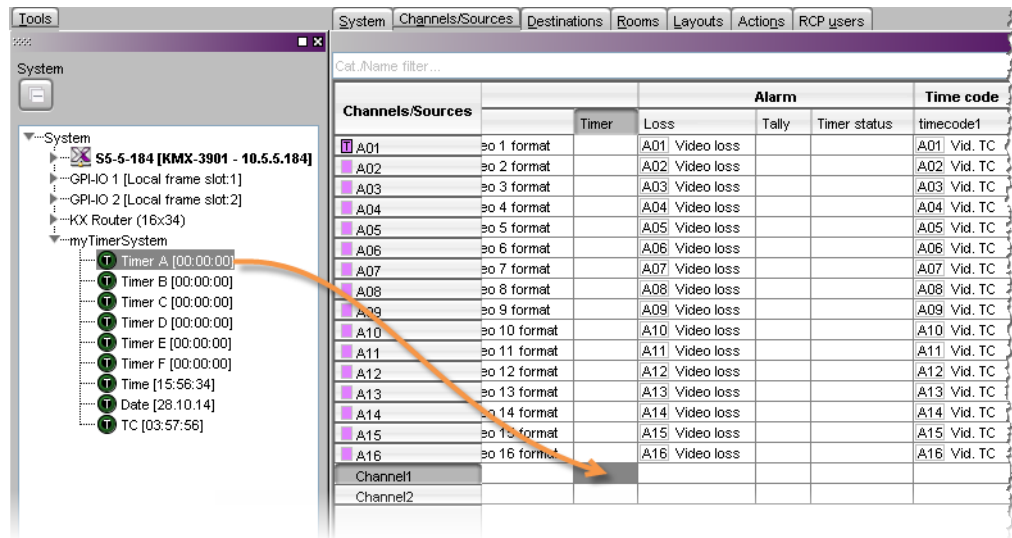 Tools
System
System Channels/Sources Destinations Rooms Layouts Actions RCP users
Cat./Name filter...
System
S5-5-184 [KMX-3901 - 10.5.5.184]
GPI-IO 1 [Local frame slot:1]
GPI-IO 2 [Local frame slot:2]
KX Router (16x34)
myTimerSystem
T Timer A [00:00:00]
T Timer B [00:00:00]
T Timer C [00:00:00]
T Timer D [00:00:00]
T Timer E [00:00:00]
T Timer F [00:00:00]
T Time [15:56:34]
T Date [28.10.14]
T TC [03:57:56]
Channels/Sources Alarm Time code
Timer Loss Tally Timer status timecode1
T A01 eo 1 format A01 Video loss A01 Vid. TC
A02 eo 2 format A02 Video loss A02 Vid. TC
A03 eo 3 format A03 Video loss A03 Vid. TC
A04 eo 4 format A04 Video loss A04 Vid. TC
A05 eo 5 format A05 Video loss A05 Vid. TC
A06 eo 6 format A06 Video loss A06 Vid. TC
A07 eo 7 format A07 Video loss A07 Vid. TC
A08 eo 8 format A08 Video loss A08 Vid. TC
A09 eo 9 format A09 Video loss A09 Vid. TC
A10 eo 10 format A10 Video loss A10 Vid. TC
A11 eo 11 format A11 Video loss A11 Vid. TC
A12 eo 12 format A12 Video loss A12 Vid. TC
A13 eo 13 format A13 Video loss A13 Vid. TC
A14 eo 14 format A14 Video loss A14 Vid. TC
A15 eo 15 format A15 Video loss A15 Vid. TC
A16 eo 16 format A16 Video loss A16 Vid. TC
Channel1
Channel2